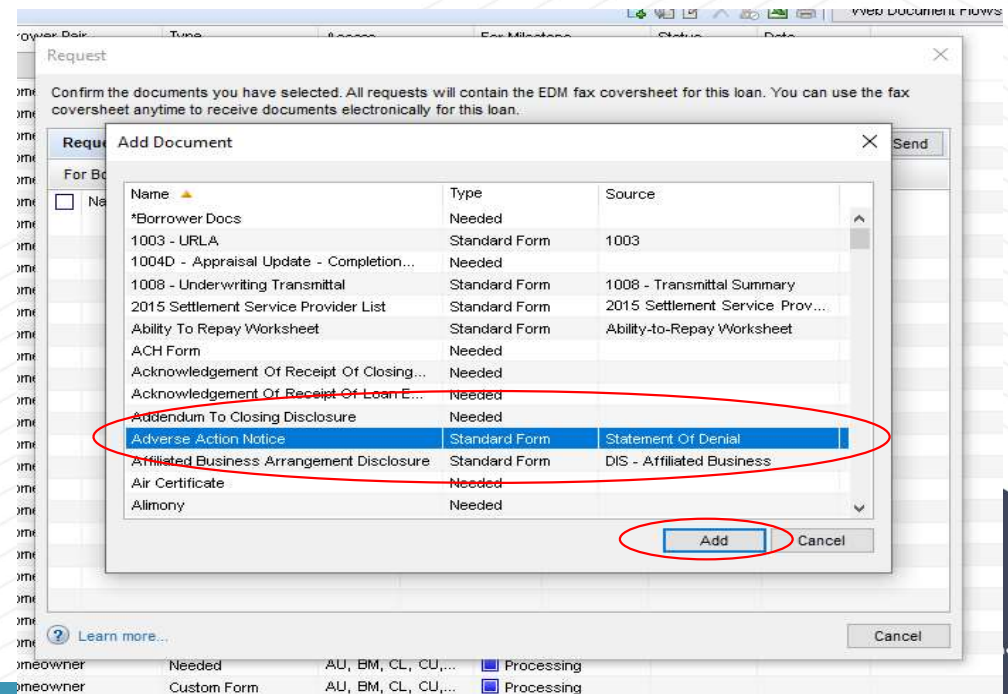 Web Document Flows
Request
Confirm the documents you have selected. All requests will contain the EDM fax coversheet for this loan. You can use the fax
coversheet anytime to receive documents electronically for this loan.
Add Document
Send
Name Type Source
*Borrower Docs Needed
1003 - URLA Standard Form 1003
1004D - Appraisal Update - Completion... Needed
1008 - Underwriting Transmittal Standard Form 1008 - Transmittal Summary
2015 Settlement Service Provider List Standard Form 2015 Settlement Service Prov...
Ability To Repay Worksheet Standard Form Ability-to-Repay Worksheet
ACH Form Needed
Acknowledgement Of Receipt Of Closing... Needed
Acknowledgement Of Receipt Of Loan E... Needed
Addendum To Closing Disclosure Needed
Adverse Action Notice Standard Form Statement Of Denial
Affiliated Business Arrangement Disclosure Standard Form DIS - Affiliated Business
Air Certificate Needed
Alimony Needed
Add Cancel
? Learn more... Cancel
Needed AU, BM, CL, CU,... Processing
Custom Form AU, BM, CL, CU,... Processing